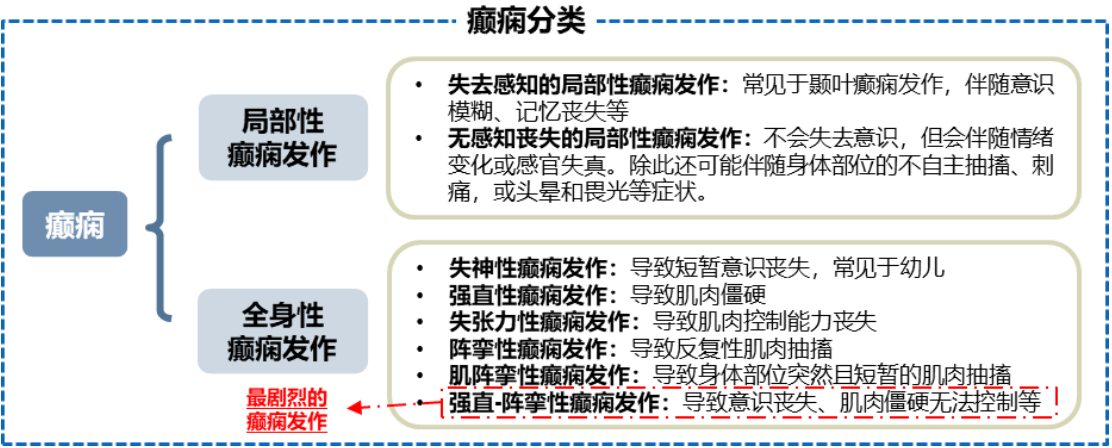 癫痫分类
癫痫
局部性
癫痫发作
• 失去感知的局部性癫痫发作：常见于颞叶癫痫发作，伴随意识
模糊、记忆丧失等
• 无感知丧失的局部性癫痫发作：不会失去意识，但会伴随情绪
变化或感官失真。除此还可能伴随身体部位的不自主抽搐、刺
痛，或头晕和畏光等症状。
全身性
癫痫发作
• 失神性癫痫发作：导致短暂意识丧失，常见于幼儿
• 强直性癫痫发作：导致肌肉僵硬
• 失张力性癫痫发作：导致肌肉控制能力丧失
• 阵挛性癫痫发作：导致反复性肌肉抽搐
• 肌阵挛性癫痫发作：导致身体部位突然且短暂的肌肉抽搐
• 强直-阵挛性癫痫发作：导致意识丧失、肌肉僵硬无法控制等
最剧烈的
癫痫发作